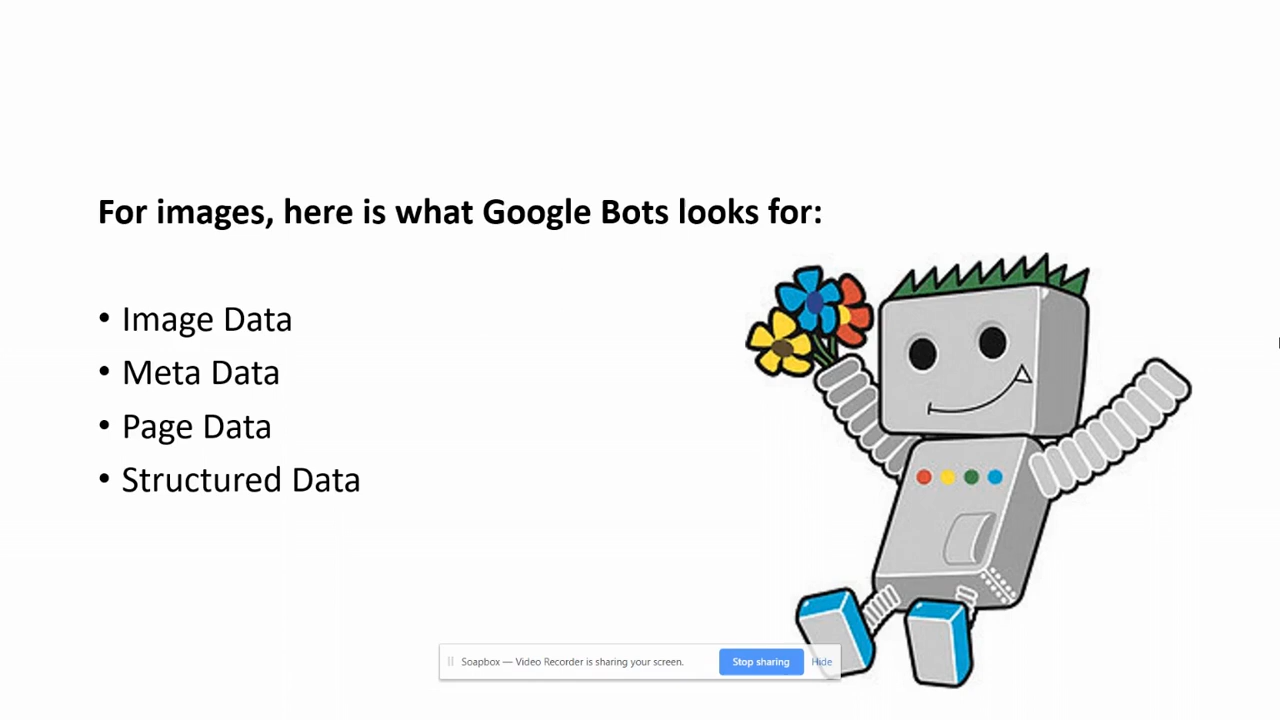 For images, here is what Google Bots looks for:
• Image Data
• Meta Data
• Page Data
• Structured Data
Soapbox — Video Recorder is sharing your screen. Stop sharing Hide